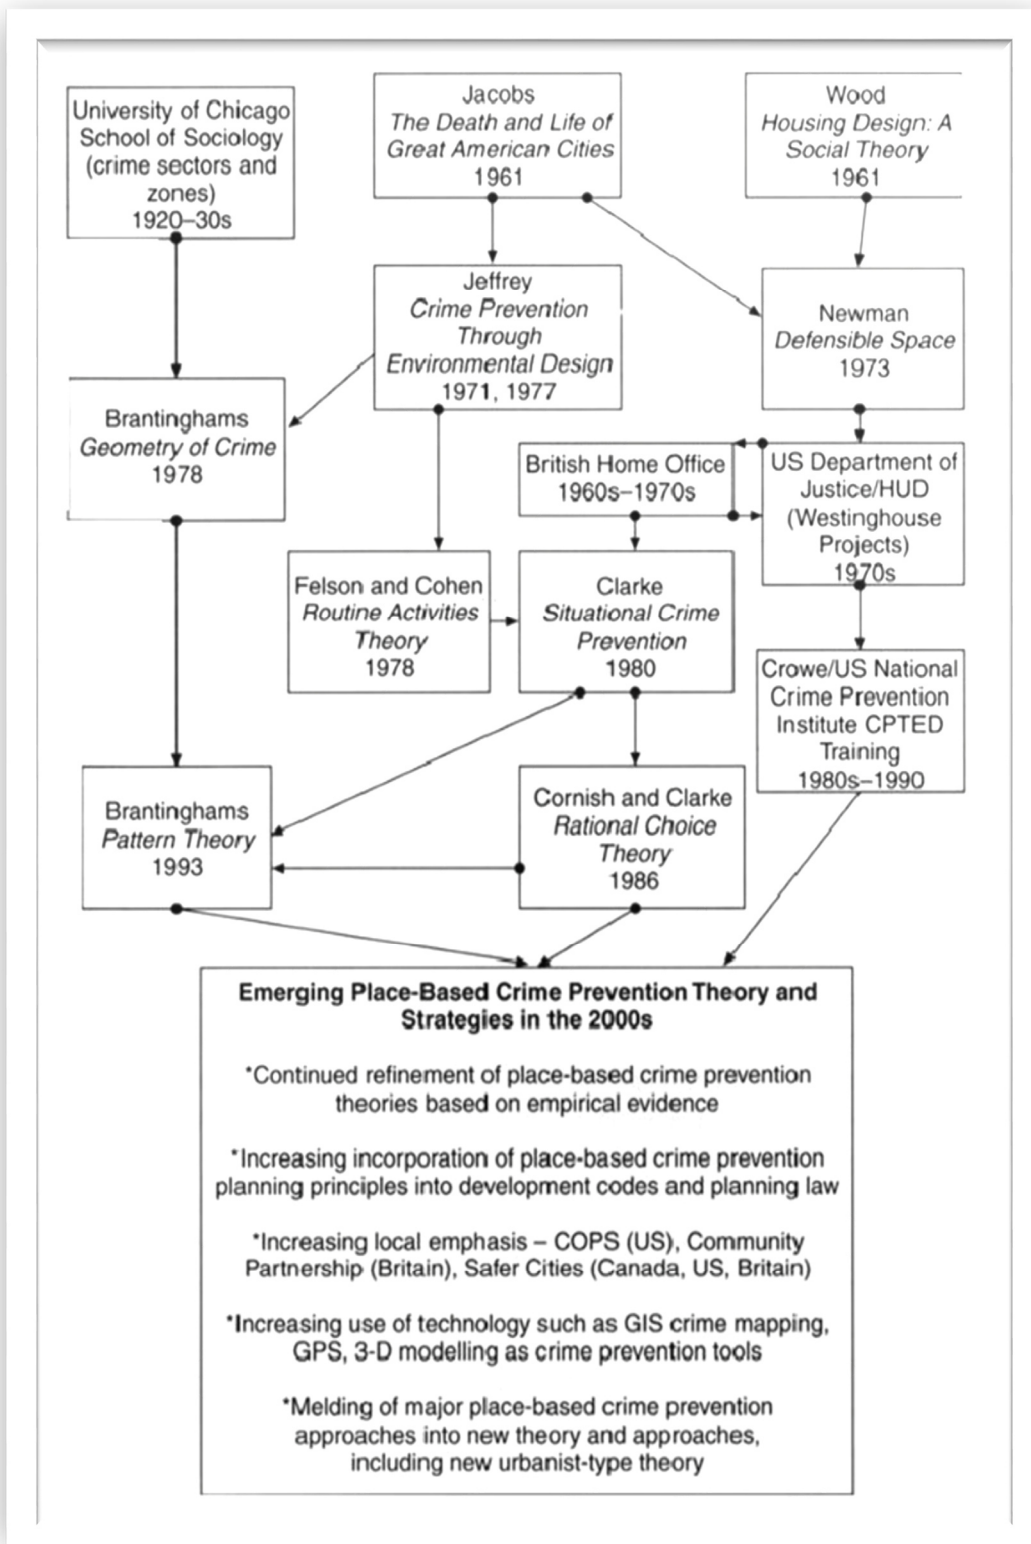 University of Chicago
School of Sociology
(crime sectors and
zones)
1920–30s
Jacobs
The Death and Life of
Great American Cities
1961
Wood
Housing Design: A
Social Theory
1961
Jeffrey
Crime Prevention
Through
Environmental Design
1971, 1977
Newman
Defensible Space
1973
Brantinghams
Geometry of Crime
1978
British Home Office
1960s–1970s
US Department of
Justice/HUD
(Westinghouse
Projects)
1970s
Felson and Cohen
Routine Activities
Theory
1978
Clarke
Situational Crime
Prevention
1980
Crowe/US National
Crime Prevention
Institute CPTED
Training
1980s–1990
Brantinghams
Pattern Theory
1993
Cornish and Clarke
Rational Choice
Theory
1986
Emerging Place-Based Crime Prevention Theory and
Strategies in the 2000s
*Continued refinement of place-based crime prevention
theories based on empirical evidence
*Increasing incorporation of place-based crime prevention
planning principles into development codes and planning law
*Increasing local emphasis – COPS (US), Community
Partnership (Britain), Safer Cities (Canada, US, Britain)
*Increasing use of technology such as GIS crime mapping,
GPS, 3-D modelling as crime prevention tools
*Melding of major place-based crime prevention
approaches into new theory and approaches,
including new urbanist-type theory